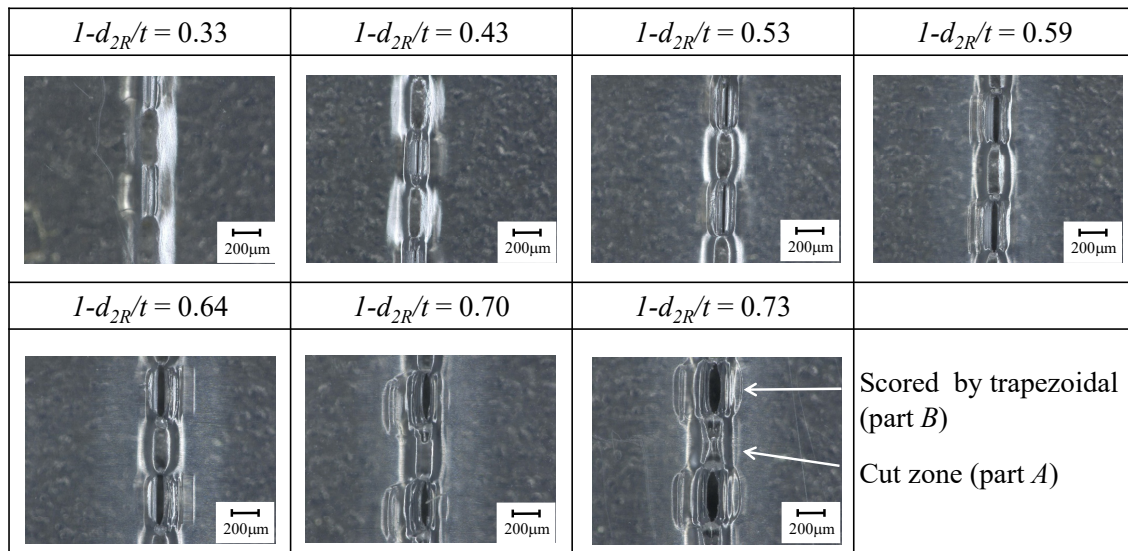 1-d2R/t = 0.33
1-d2R/t = 0.43
1-d2R/t = 0.53
1-d2R/t = 0.59
200μm
200μm
200μm
200μm
1-d2R/t = 0.64
1-d2R/t = 0.70
1-d2R/t = 0.73
200μm
200μm
200μm
Scored by trapezoidal
(part B)
Cut zone (part A)